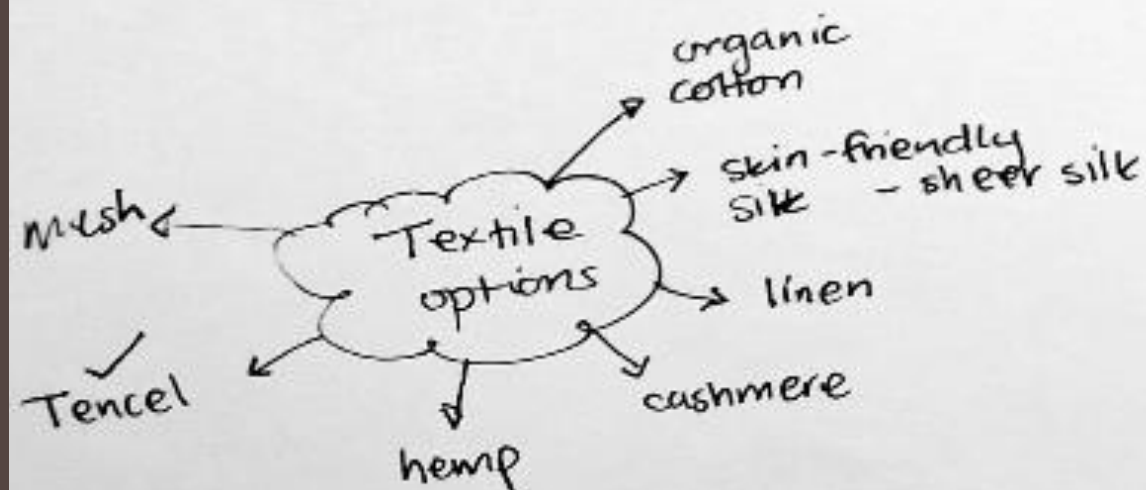 organic
cotton
skin-friendly
silk - sheer silk
mesh
Textile
options
linen
Tencel
cashmere
hemp